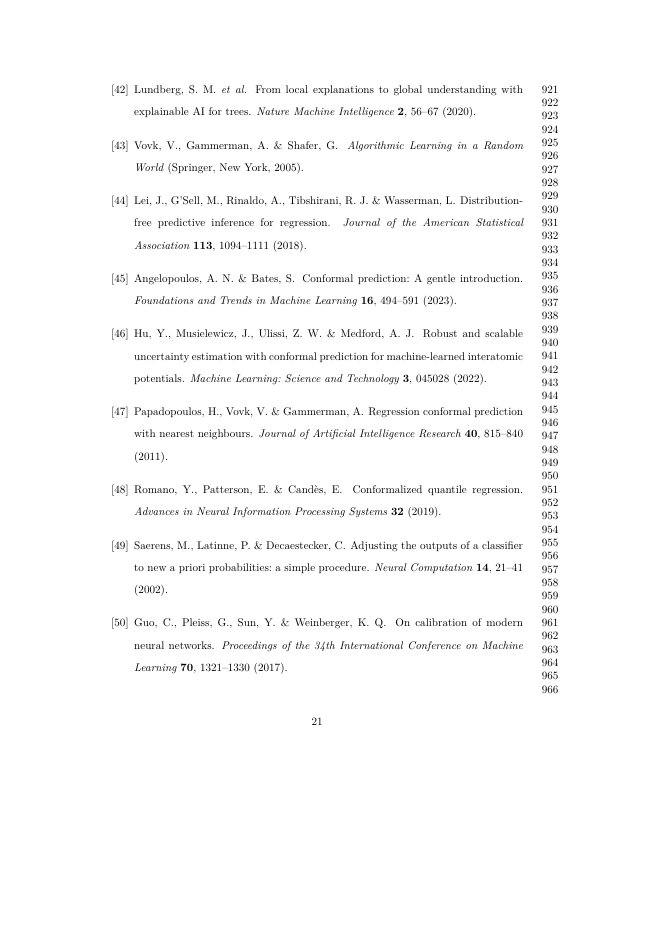 [42] Lundberg, S. M. et al. From local explanations to global understanding with
explainable AI for trees. Nature Machine Intelligence 2, 56–67 (2020).
[43] Vovk, V., Gammerman, A. & Shafer, G. Algorithmic Learning in a Random
World (Springer, New York, 2005).
[44] Lei, J., G'Sell, M., Rinaldo, A., Tibshirani, R. J. & Wasserman, L. Distribution-
free predictive inference for regression. Journal of the American Statistical
Association 113, 1094–1111 (2018).
[45] Angelopoulos, A. N. & Bates, S. Conformal prediction: A gentle introduction.
Foundations and Trends in Machine Learning 16, 494–591 (2023).
[46] Hu, Y., Musielewicz, J., Ulissi, Z. W. & Medford, A. J. Robust and scalable
uncertainty estimation with conformal prediction for machine-learned interatomic
potentials. Machine Learning: Science and Technology 3, 045028 (2022).
[47] Papadopoulos, H., Vovk, V. & Gammerman, A. Regression conformal prediction
with nearest neighbours. Journal of Artificial Intelligence Research 40, 815–840
(2011).
[48] Romano, Y., Patterson, E. & Candès, E. Conformalized quantile regression.
Advances in Neural Information Processing Systems 32 (2019).
[49] Saerens, M., Latinne, P. & Decaestecker, C. Adjusting the outputs of a classifier
to new a priori probabilities: a simple procedure. Neural Computation 14, 21–41
(2002).
[50] Guo, C., Pleiss, G., Sun, Y. & Weinberger, K. Q. On calibration of modern
neural networks. Proceedings of the 34th International Conference on Machine
Learning 70, 1321–1330 (2017).
921
922
923
924
925
926
927
928
929
930
931
932
933
934
935
936
937
938
939
940
941
942
943
944
945
946
947
948
949
950
951
952
953
954
955
956
957
958
959
960
961
962
963
964
965
966
21